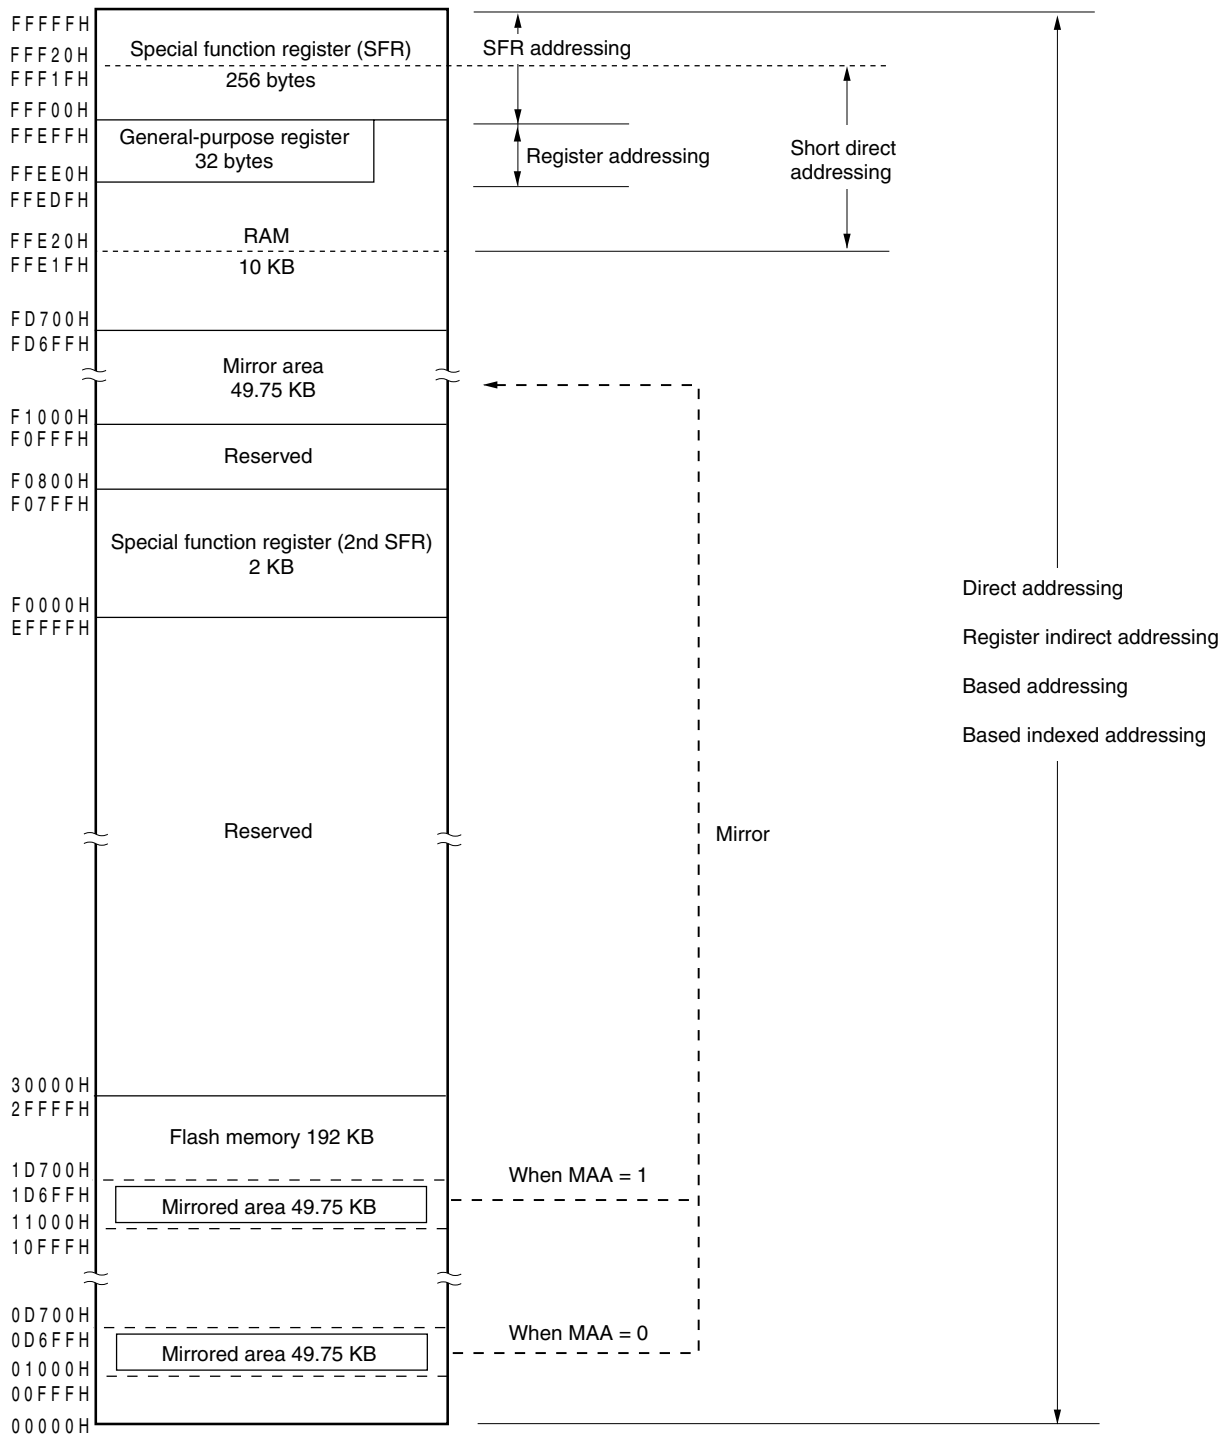 FFFFFH
FFF20H
FFF1FH
FFF00H
FFEFFH
FFEE0H
FFEDFH
FFE20H
FFE1FH
FD700H
FD6FFH
F1000H
F0FFFH
F0800H
F07FFH
F0000H
EFFFFH
30000H
2FFFFH
1D700H
1D6FFH
11000H
10FFFH
0D700H
0D6FFH
01000H
00FFFH
00000H
Special function register (SFR)
256 bytes
General-purpose register
32 bytes
RAM
10 KB
Mirror area
49.75 KB
Reserved
Special function register (2nd SFR)
2 KB
Reserved
Flash memory 192 KB
Mirrored area 49.75 KB
Mirrored area 49.75 KB
SFR addressing
Register addressing
Short direct
addressing
Mirror
When MAA = 1
When MAA = 0
Direct addressing
Register indirect addressing
Based addressing
Based indexed addressing